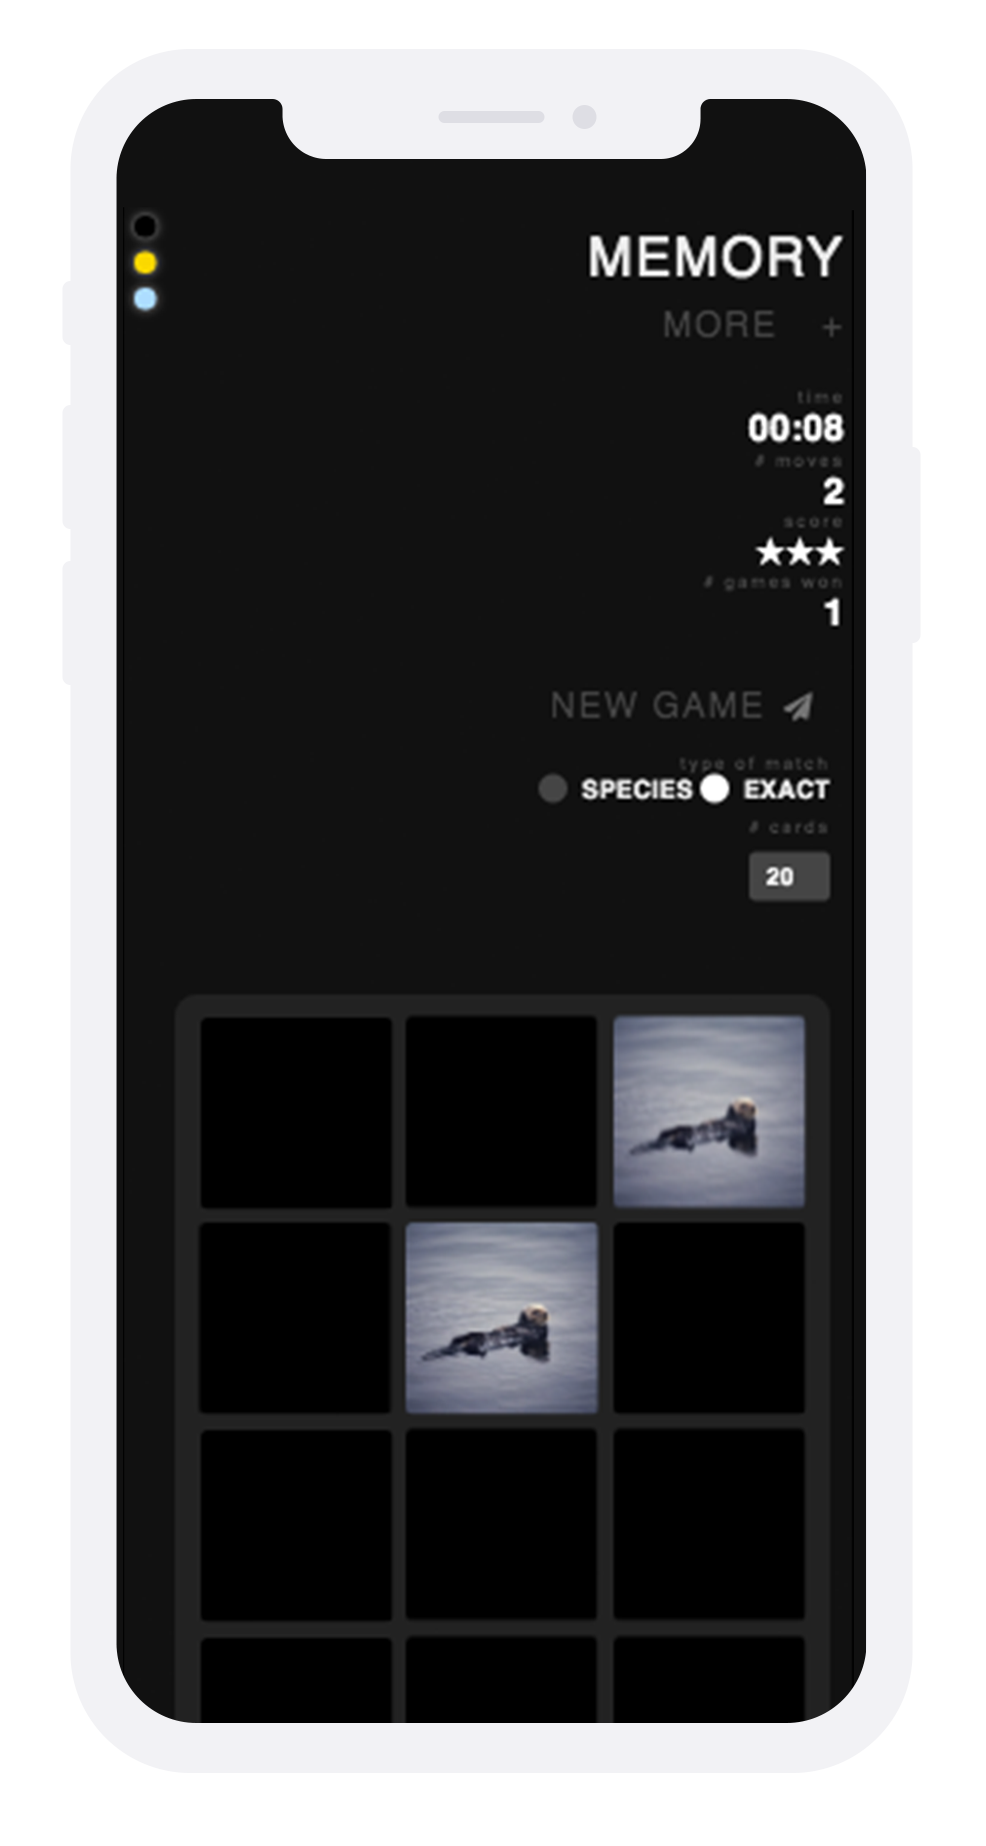 MEMORY
MORE +
time
00:08
# moves
2
score
★★★
# games won
1
NEW GAME
type of match
SPECIES EXACT
# cards
20